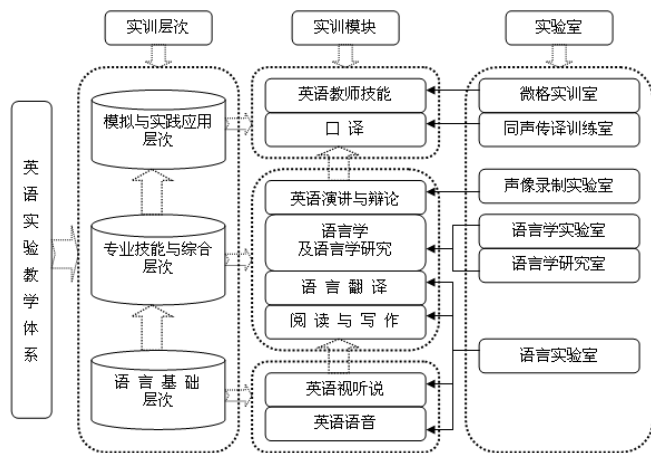 实训层次
实训模块
实验室
英语实验教学体系
模拟与实践应用
层次
专业技能与综合
层次
语言基础
层次
英语教师技能
口译
英语演讲与辩论
语言学
及语言学研究
语言翻译
阅读与写作
英语视听说
英语语音
微格实训室
同声传译训练室
声像录制实验室
语言学实验室
语言学研究室
语言实验室